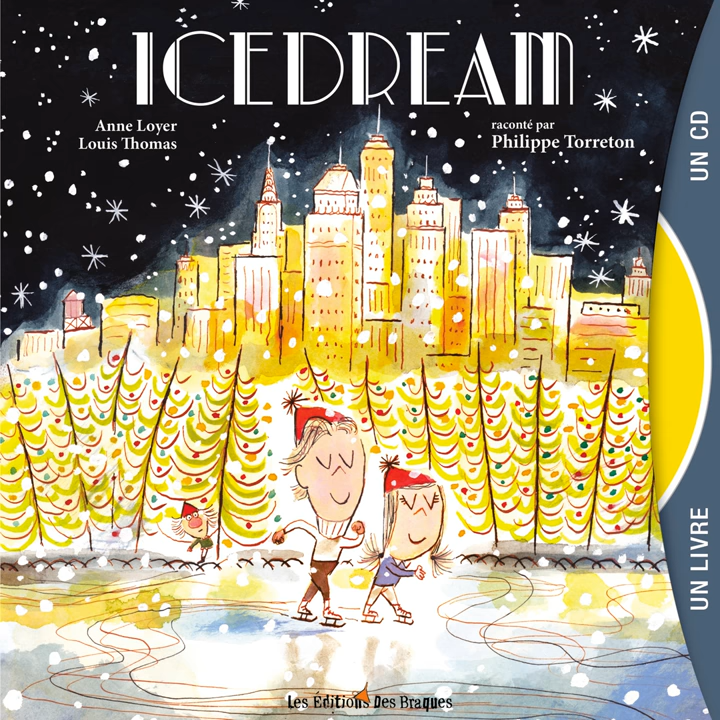 ICEDREAM
Anne Loyer
Louis Thomas
raconté par
Philippe Torreton
UN CD
UN LIVRE
Les Éditions Des Braques